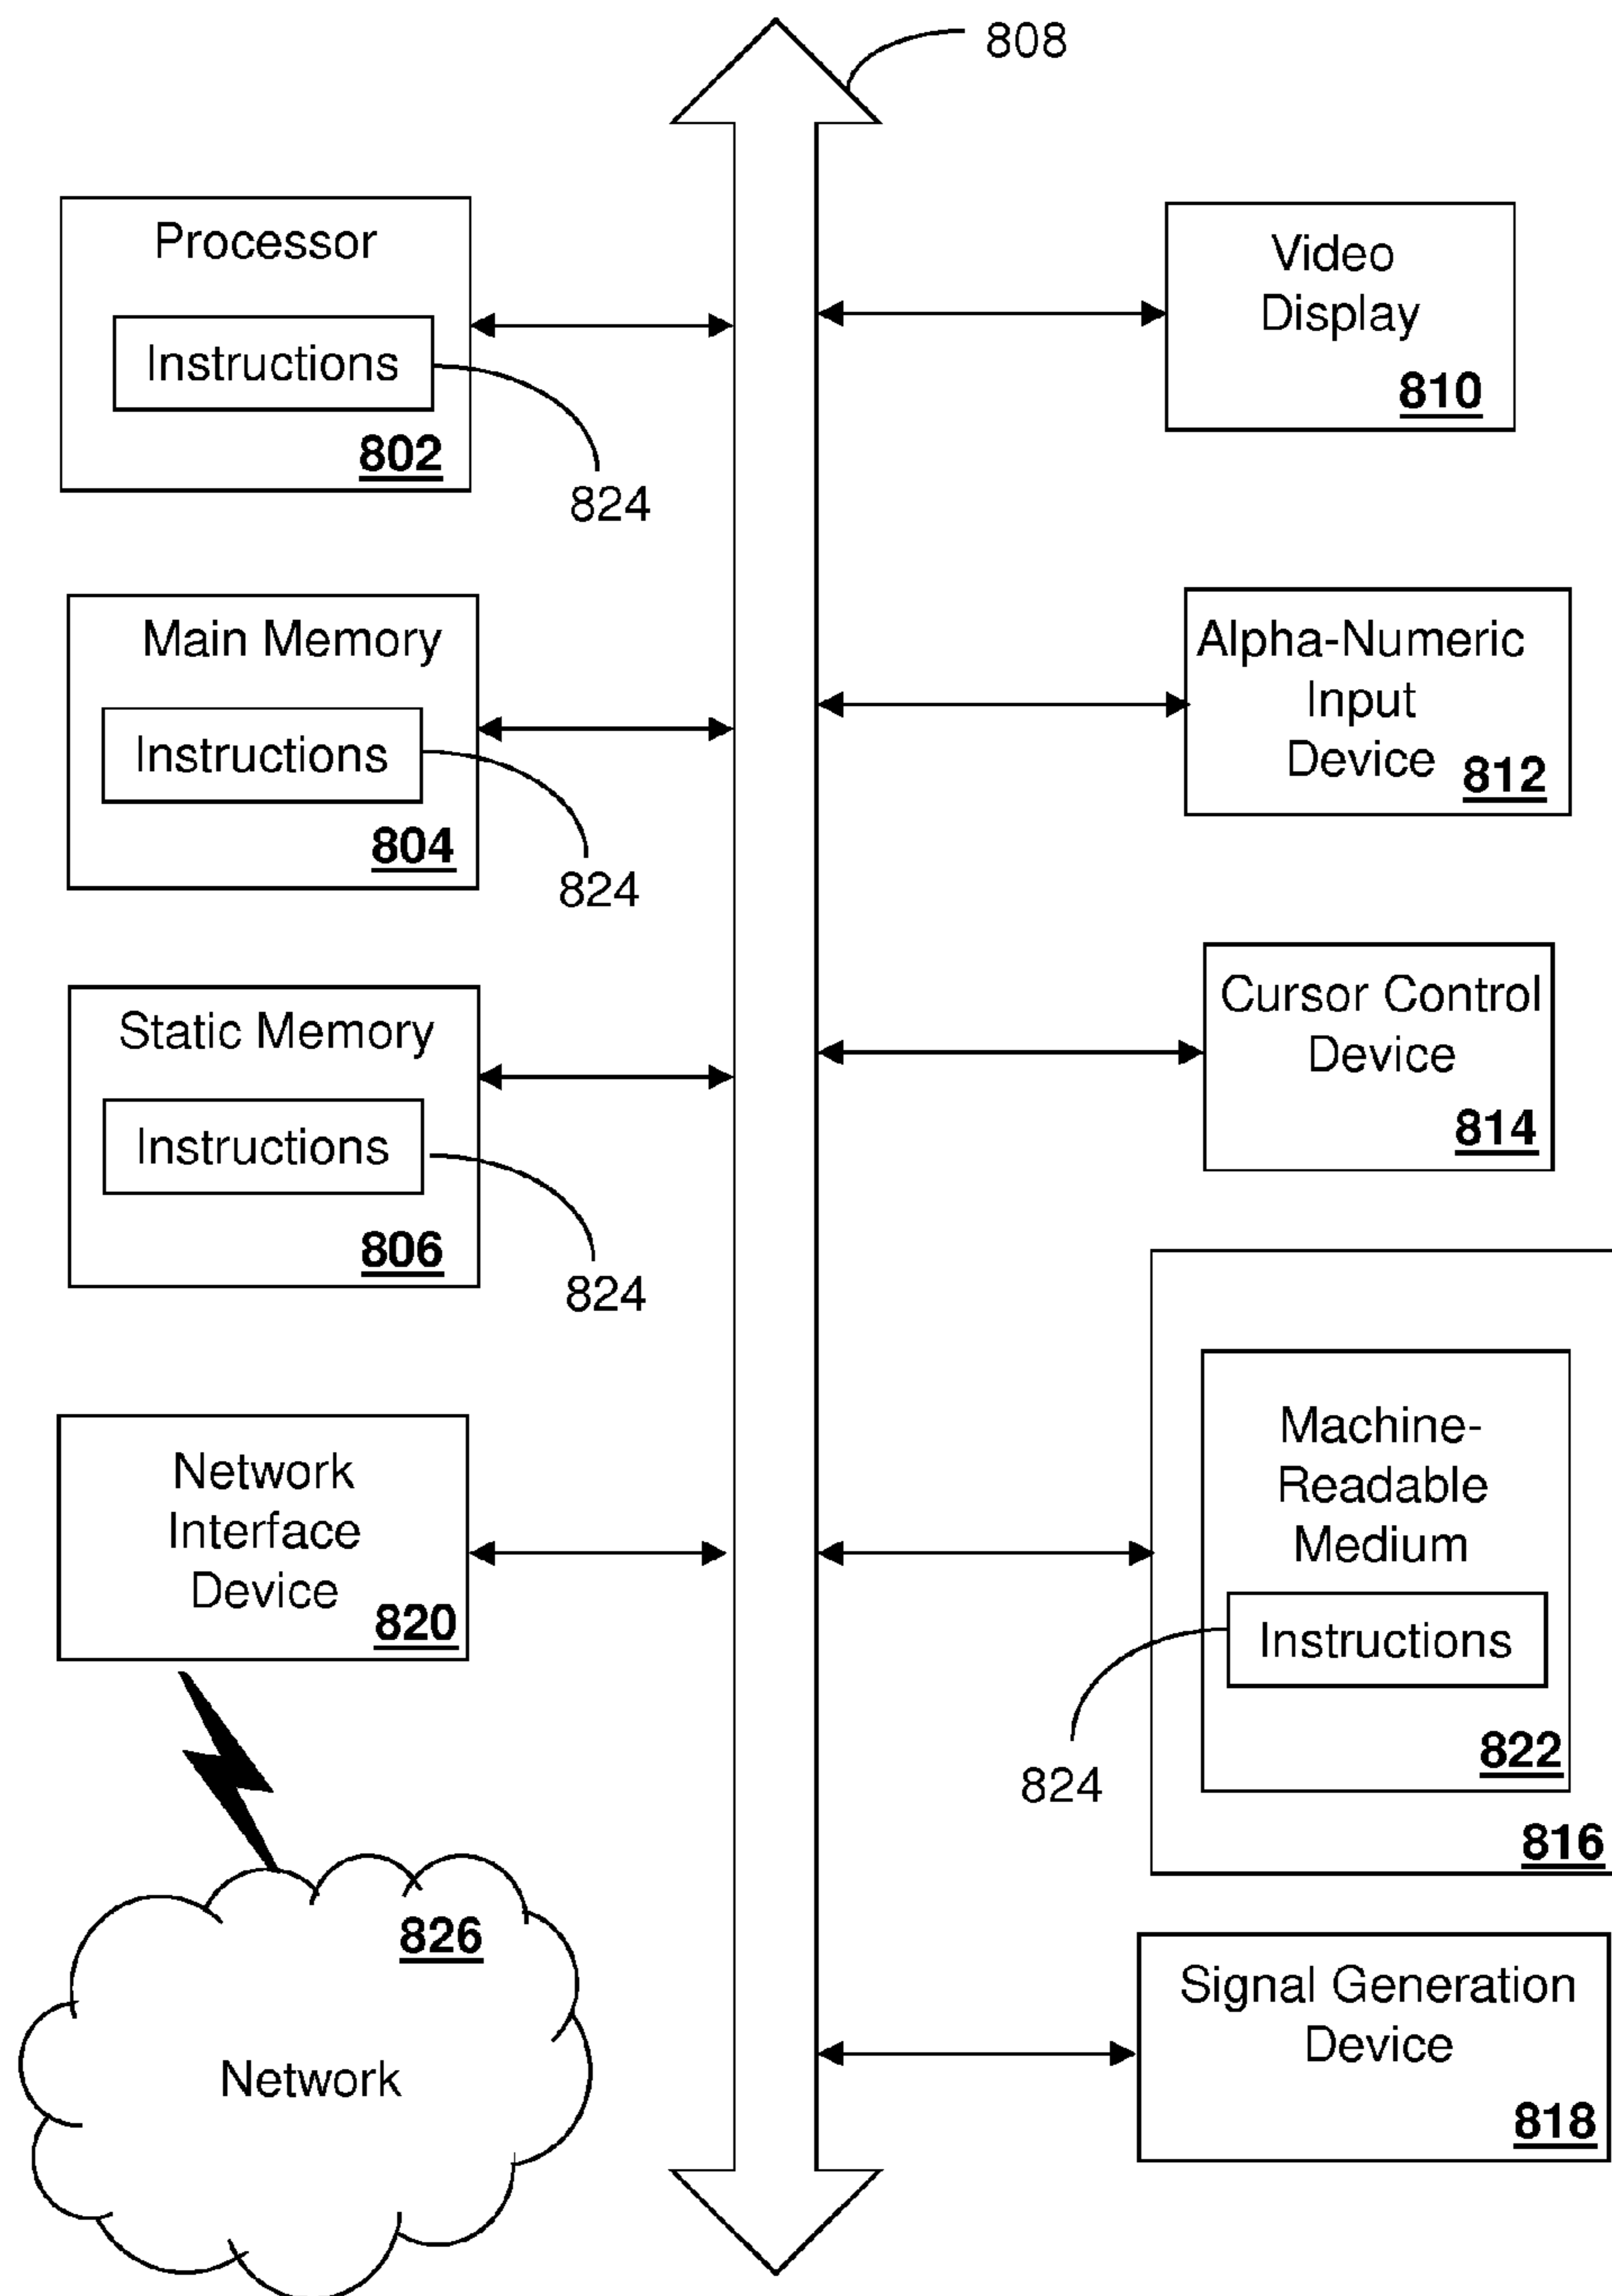 808
Processor
Instructions
802
824
Main Memory
Instructions
804
824
Static Memory
Instructions
806
824
Network
Interface
Device
820
826
Network
Video
Display
810
Alpha-Numeric
Input
Device
812
Cursor Control
Device
814
Machine-
Readable
Medium
Instructions
822
824
816
Signal Generation
Device
818